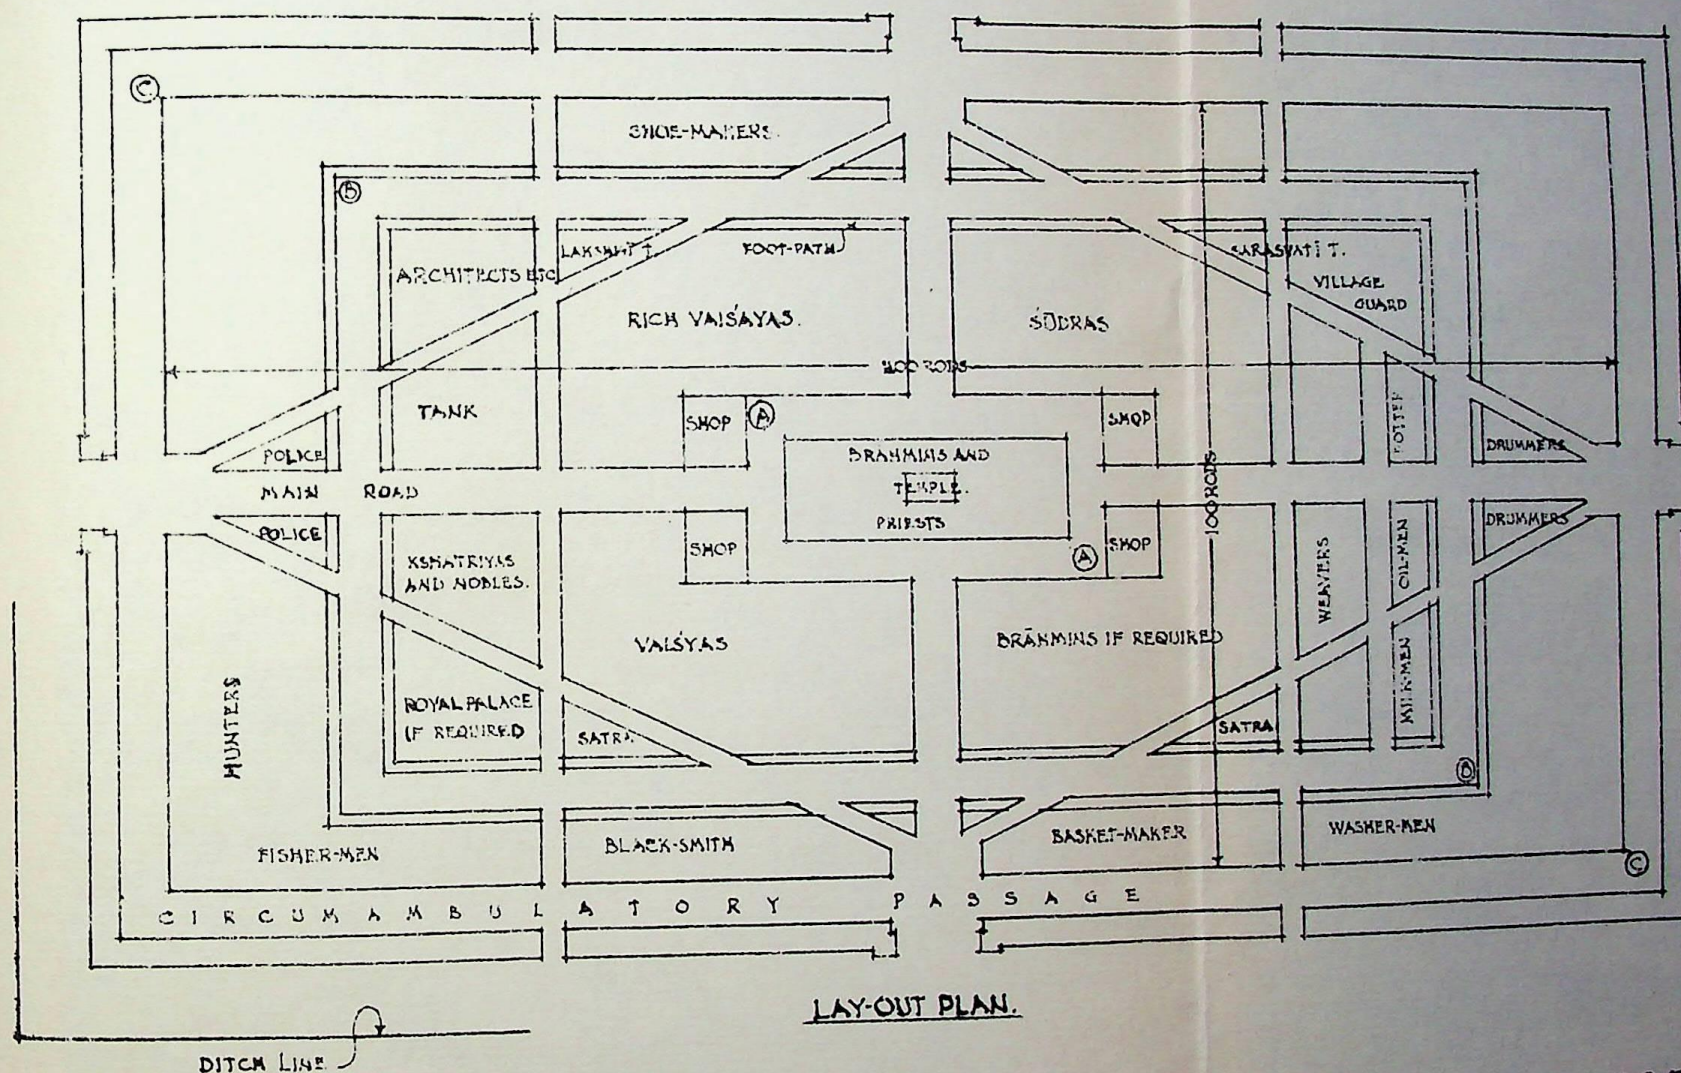 C
SHOE-MAKERS.
B
LAKSHMI T.
FOOT-PATH
SARASVATI T.
ARCHITECTS ETC
VILLAGE
GUARD
RICH VAIŚAYAS.
ŚŪDRAS
RODS
TANK
SHOP
A
SHOP
POTTER
POLICE
BRAHMINS AND
TEMPLE.
PRIESTS
DRUMMERS
MAIN ROAD
100 RODS
POLICE
KSHATRIYAS
AND NOBLES.
SHOP
A
SHOP
WEAVERS
OIL-MEN
DRUMMERS
VALSYAS
BRĀHMINS IF REQUIRED
HUNTERS
ROYAL PALACE
IF REQUIRED
SATRA
SATRA
MILK-MEN
B
FISHER-MEN
BLACK-SMITH
BASKET-MAKER
WASHER-MEN
C
CIRCUMAMBULATORY PASSAGE
LAY-OUT PLAN.
DITCH LINE